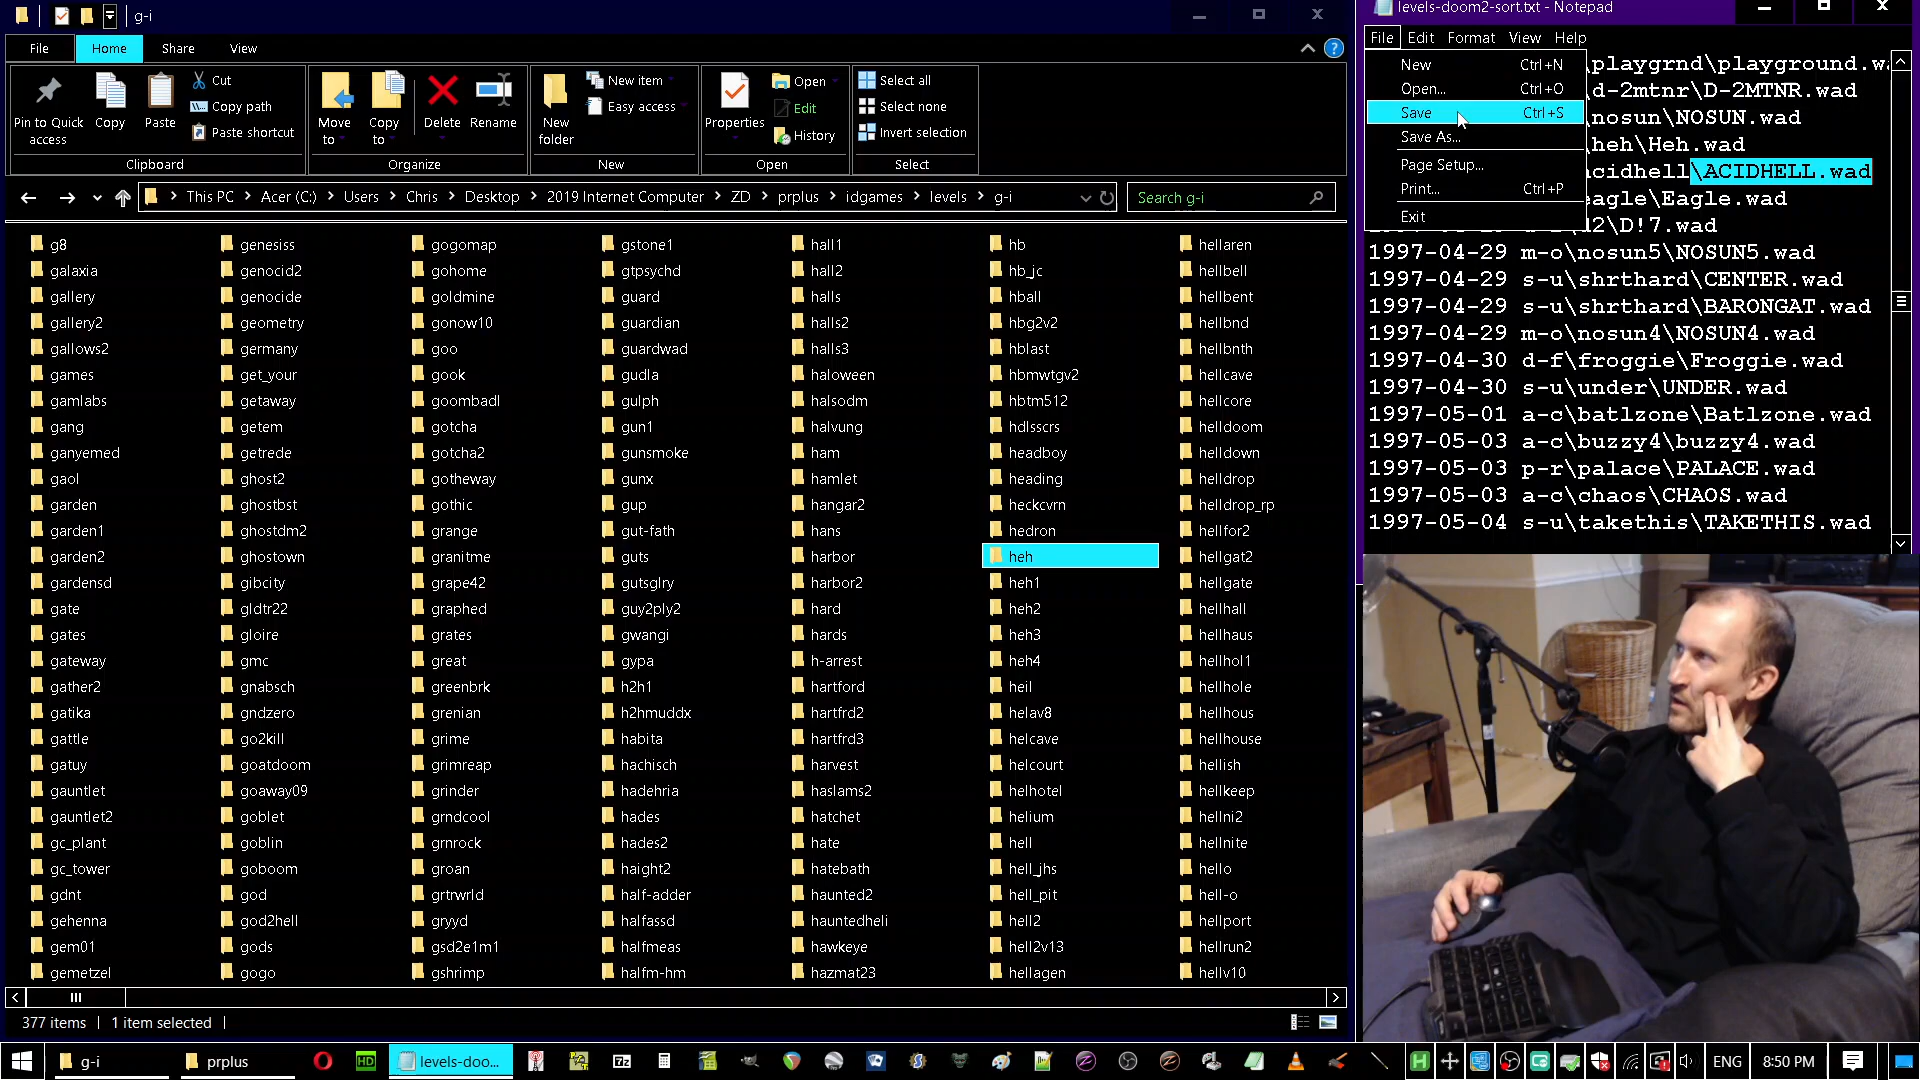 g-i
File
Home
Share
View
Pin to Quick access
Copy
Paste
Cut
Copy path
Paste shortcut
Clipboard
Move to
Copy to
Delete
Rename
Organize
New folder
New item
Easy access
New
Properties
Open
Edit
History
Open
Select all
Select none
Invert selection
Select
This PC > Acer (C:) > Users > Chris > Desktop > 2019 Internet Computer > ZD > prplus > idgames > levels > g-i
Search g-i
g8 genesiss gogomap gstone1 hall1 hb hellaren
galaxia genocid2 gohome gtpsychd hall2 hb_jc hellbell
gallery genocide goldmine guard halls hball hellbent
gallery2 geometry gonow10 guardian halls2 hbg2v2 hellbnd
gallows2 germany goo guardwad halls3 hblast hellbnth
games get_your gook gudla haloween hbmwtgv2 hellcave
gamlabs getaway goombadl gulph halsodm hbtm512 hellcore
gang getem gotcha gun1 halvung hdlsscrs helldoom
ganyemed getrede gotcha2 gunsmoke ham headboy helldown
gaol ghost2 gotheway gunx hamlet heading helldrop
garden ghostbst gothic gup hangar2 heckcvrn helldrop_rp
garden1 ghostdm2 grange gut-fath hans hedron hellfor2
garden2 ghostown granitme guts harbor heh hellgat2
gardensd gibcity grape42 gutsglry harbor2 heh1 hellgate
gate gldtr22 graphed guy2ply2 hard heh2 hellhall
gates gloire grates gwangi hards heh3 hellhaus
gateway gmc great gypa h-arrest heh4 hellhol1
gather2 gnabsch greenbrk h2h1 hartford heil hellhole
gatika gndzero grenian h2hmuddx hartfrd2 helav8 hellhous
gattle go2kill grime habita hartfrd3 helcave hellhouse
gatuy goatdoom grimreap hachisch harvest helcourt hellish
gauntlet goaway09 grinder hadehria haslams2 helhotel hellkeep
gauntlet2 goblet grndcool hades hatchet helium hellni2
gc_plant goblin grnrock hades2 hate hell hellnite
gc_tower goboom groan haight2 hatebath hell_jhs hello
gdnt god grtrwrld half-adder haunted2 hell_pit hell-o
gehenna god2hell gryyd halfassd hauntedheli hell2 hellport
gem01 gods gsd2e1m1 halfmeas hawkeye hell2v13 hellrun2
gemetzel gogo gshrimp halfm-hm hazmat23 hellagen hellv10
377 items
1 item selected
levels-doom2-sort.txt - Notepad
File Edit Format View Help
New Ctrl+N
Open... Ctrl+O
Save Ctrl+S
Save As...
Page Setup...
Print... Ctrl+P
Exit
\playgrnd\playground.wa
\d-2mtnr\D-2MTNR.wad
\nosun\NOSUN.wad
\heh\Heh.wad
acidhell\ACIDHELL.wad
eagle\Eagle.wad
\D!7.wad
1997-04-29 m-o\nosun5\NOSUN5.wad
1997-04-29 s-u\shrthard\CENTER.wad
1997-04-29 s-u\shrthard\BARONGAT.wad
1997-04-29 m-o\nosun4\NOSUN4.wad
1997-04-30 d-f\froggie\Froggie.wad
1997-04-30 s-u\under\UNDER.wad
1997-05-01 a-c\batlzone\Batlzone.wad
1997-05-03 a-c\buzzy4\buzzy4.wad
1997-05-03 p-r\palace\PALACE.wad
1997-05-03 a-c\chaos\CHAOS.wad
1997-05-04 s-u\takethis\TAKETHIS.wad
g-i
prplus
HD
levels-doo...
7z
ENG
8:50 PM